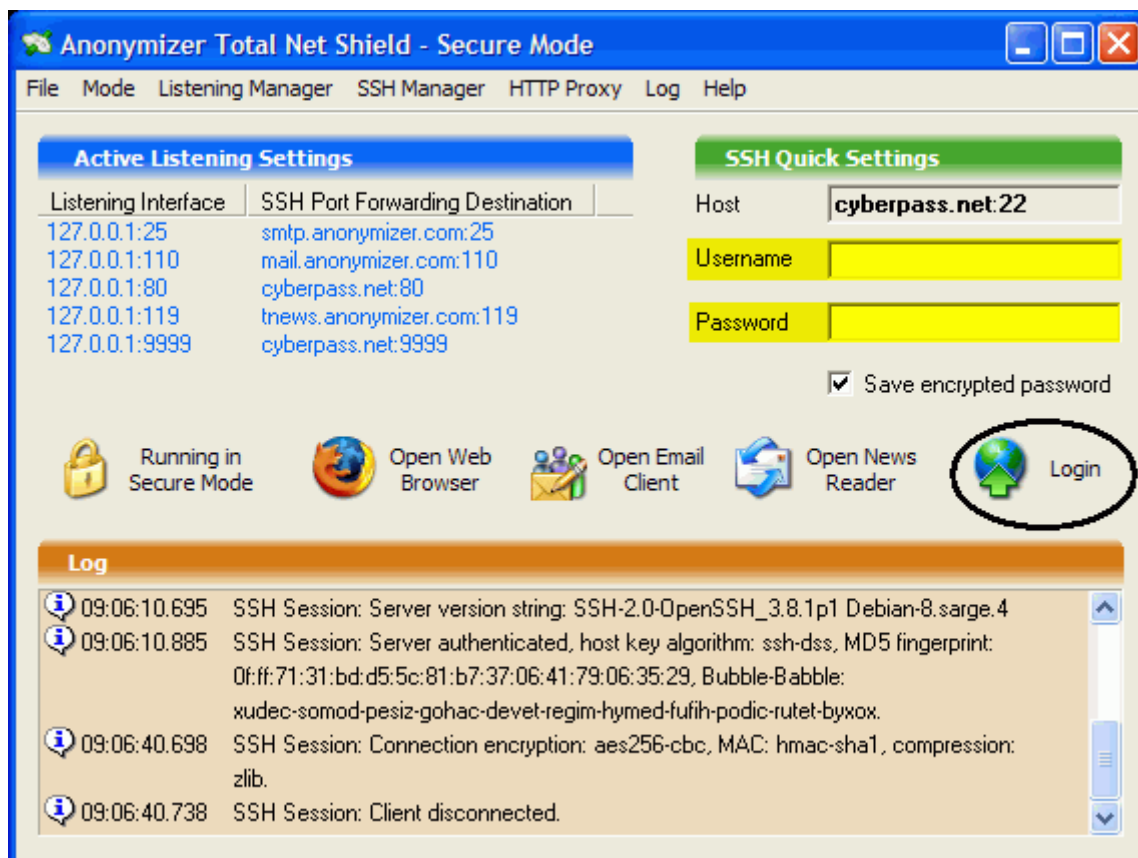 Anonymizer Total Net Shield - Secure Mode
File Mode Listening Manager SSH Manager HTTP Proxy Log Help
Active Listening Settings
Listening Interface SSH Port Forwarding Destination
127.0.0.1:25 smtp.anonymizer.com:25
127.0.0.1:110 mail.anonymizer.com:110
127.0.0.1:80 cyberpass.net:80
127.0.0.1:119 tnews.anonymizer.com:119
127.0.0.1:9999 cyberpass.net:9999
SSH Quick Settings
Host cyberpass.net:22
Username
Password
Save encrypted password
Running in
Secure Mode
Open Web
Browser
Open Email
Client
Open News
Reader
Login
Log
09:06:10.695 SSH Session: Server version string: SSH-2.0-OpenSSH_3.8.1p1 Debian-8.sarge.4
09:06:10.885 SSH Session: Server authenticated, host key algorithm: ssh-dss, MD5 fingerprint:
0f:ff:71:31:bd:d5:5c:81:b7:37:06:41:79:06:35:29, Bubble-Babble:
xudec-somod-pesiz-gohac-devet-regim-hymed-fufih-podic-rutet-byxox.
09:06:40.698 SSH Session: Connection encryption: aes256-cbc, MAC: hmac-sha1, compression:
zlib.
09:06:40.738 SSH Session: Client disconnected.